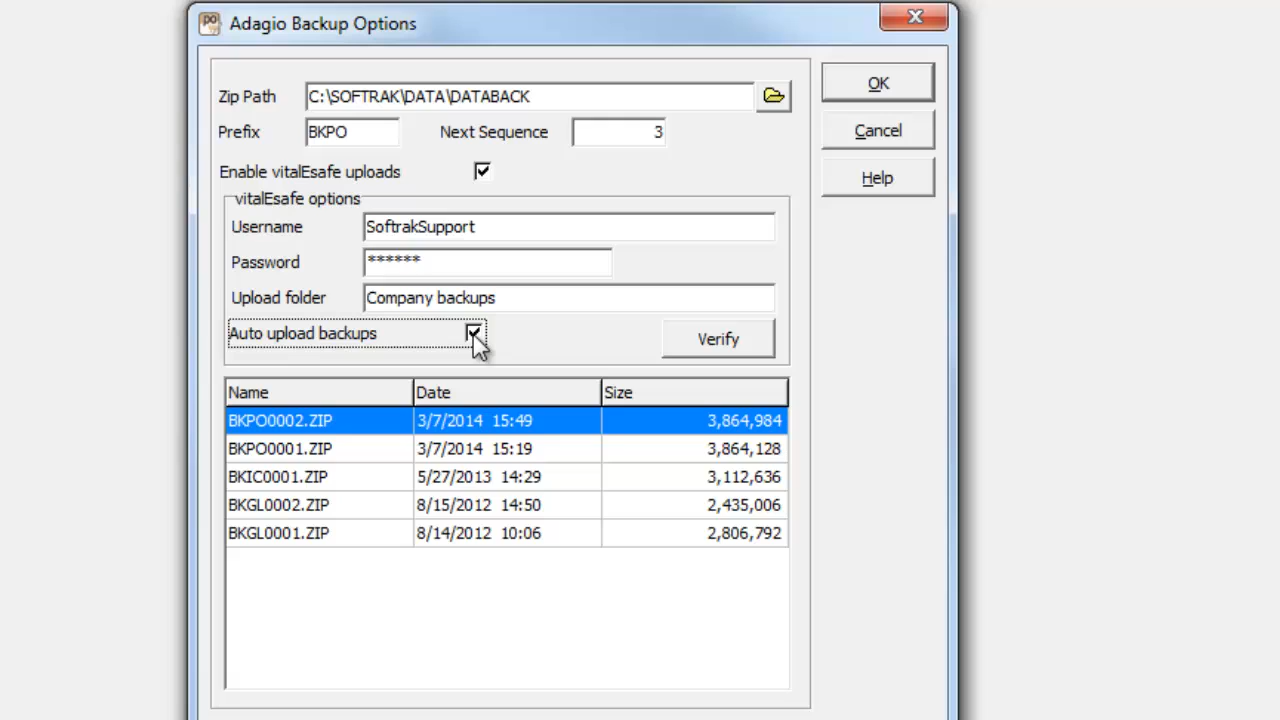 Adagio Backup Options
Zip Path C:\SOFTRAK\DATA\DATABACK OK
Prefix BKPO Next Sequence 3 Cancel
Enable vitalEsafe uploads Help
vitalEsafe options
Username SoftrakSupport
Password ******
Upload folder Company backups
Auto upload backups Verify
Name Date Size
BKPO0002.ZIP 3/7/2014 15:49 3,864,984
BKPO0001.ZIP 3/7/2014 15:19 3,864,128
BKIC0001.ZIP 5/27/2013 14:29 3,112,636
BKGL0002.ZIP 8/15/2012 14:50 2,435,006
BKGL0001.ZIP 8/14/2012 10:06 2,806,792